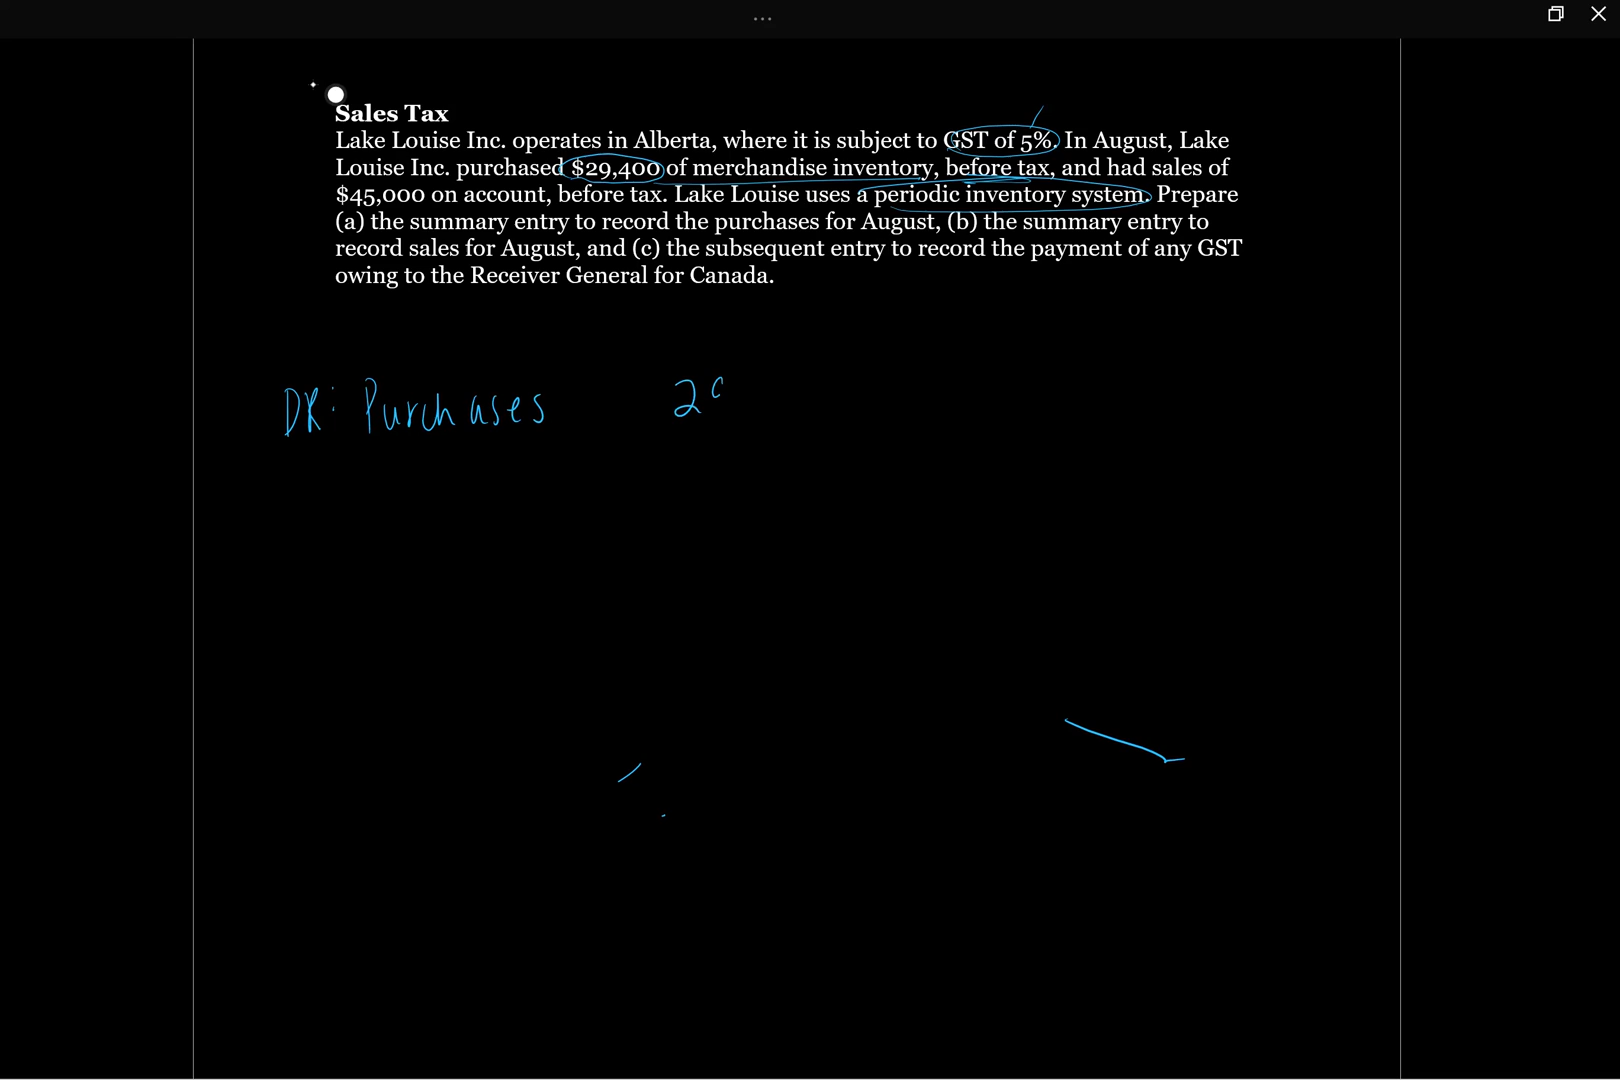 Sales Tax
Lake Louise Inc. operates in Alberta, where it is subject to GST of 5%. In August, Lake
Louise Inc. purchased $29,400 of merchandise inventory, before tax, and had sales of
$45,000 on account, before tax. Lake Louise uses a periodic inventory system. Prepare
(a) the summary entry to record the purchases for August, (b) the summary entry to
record sales for August, and (c) the subsequent entry to record the payment of any GST
owing to the Receiver General for Canada.
DR: Purchases 2